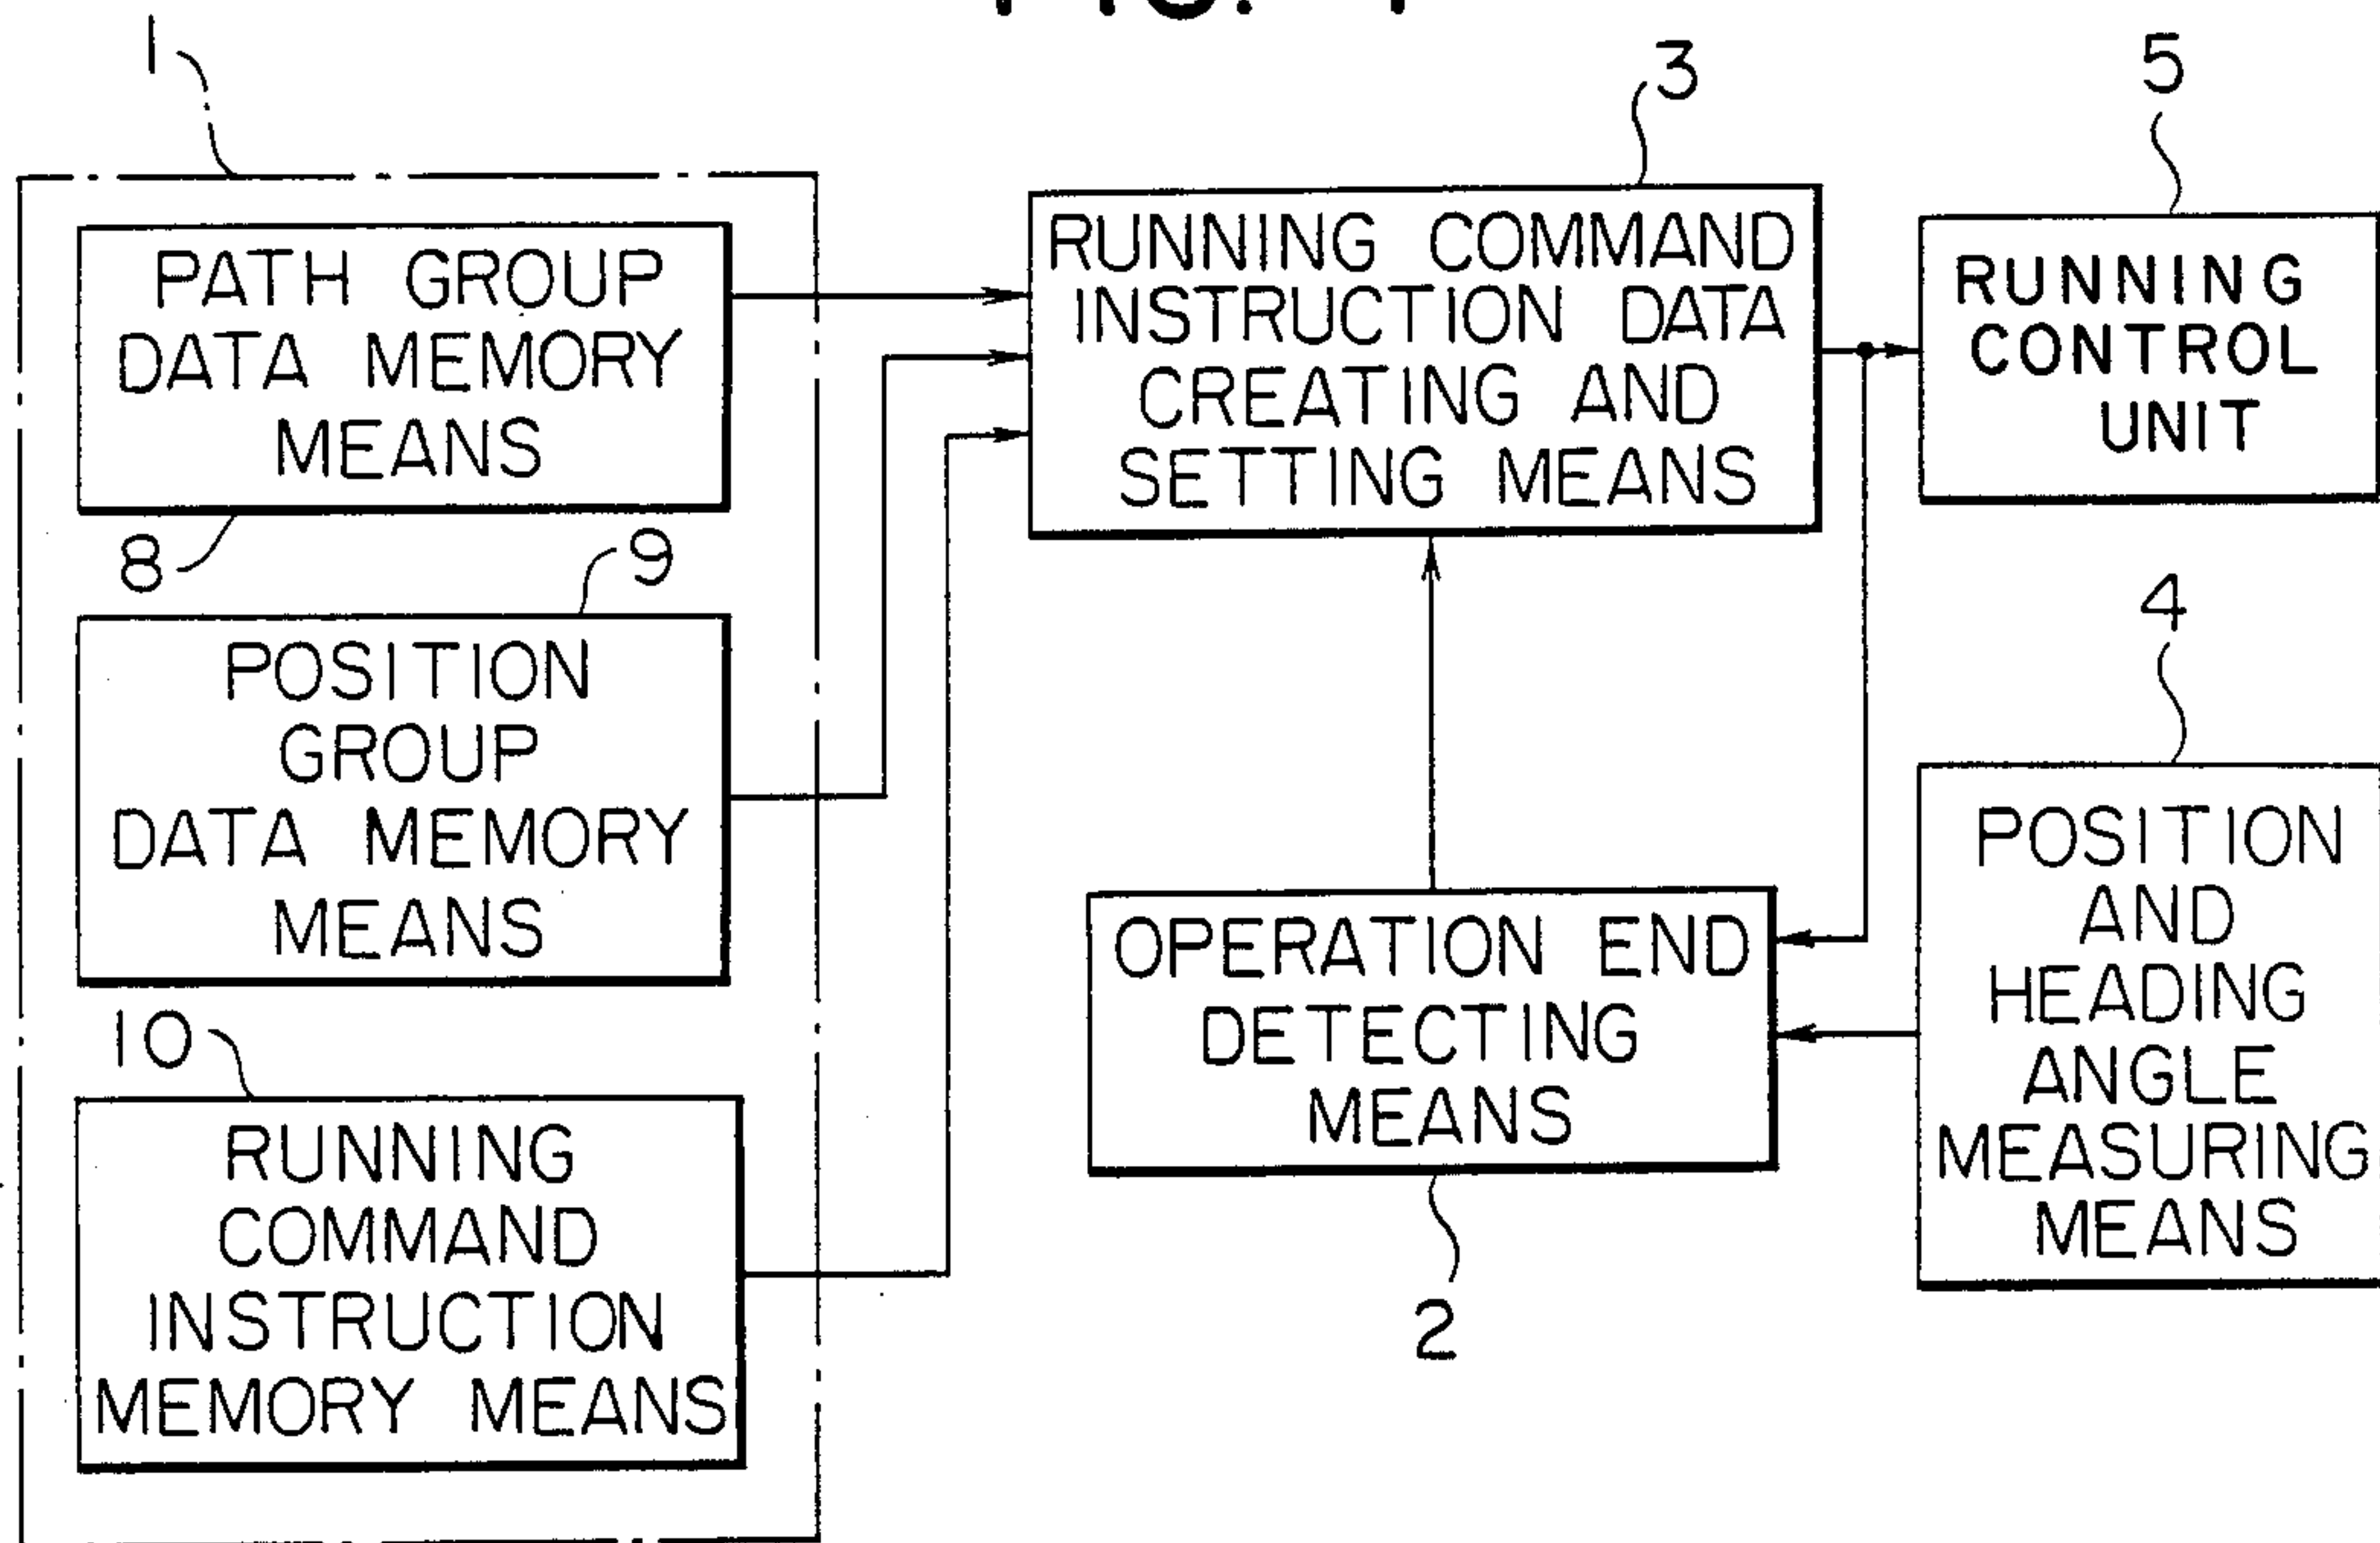 1
PATH GROUP
DATA MEMORY
MEANS
8
9
POSITION
GROUP
DATA MEMORY
MEANS
10
RUNNING
COMMAND
INSTRUCTION
MEMORY MEANS
3
RUNNING COMMAND
INSTRUCTION DATA
CREATING AND
SETTING MEANS
5
RUNNING
CONTROL
UNIT
4
POSITION
AND
HEADING
ANGLE
MEASURING
MEANS
OPERATION END
DETECTING
MEANS
2